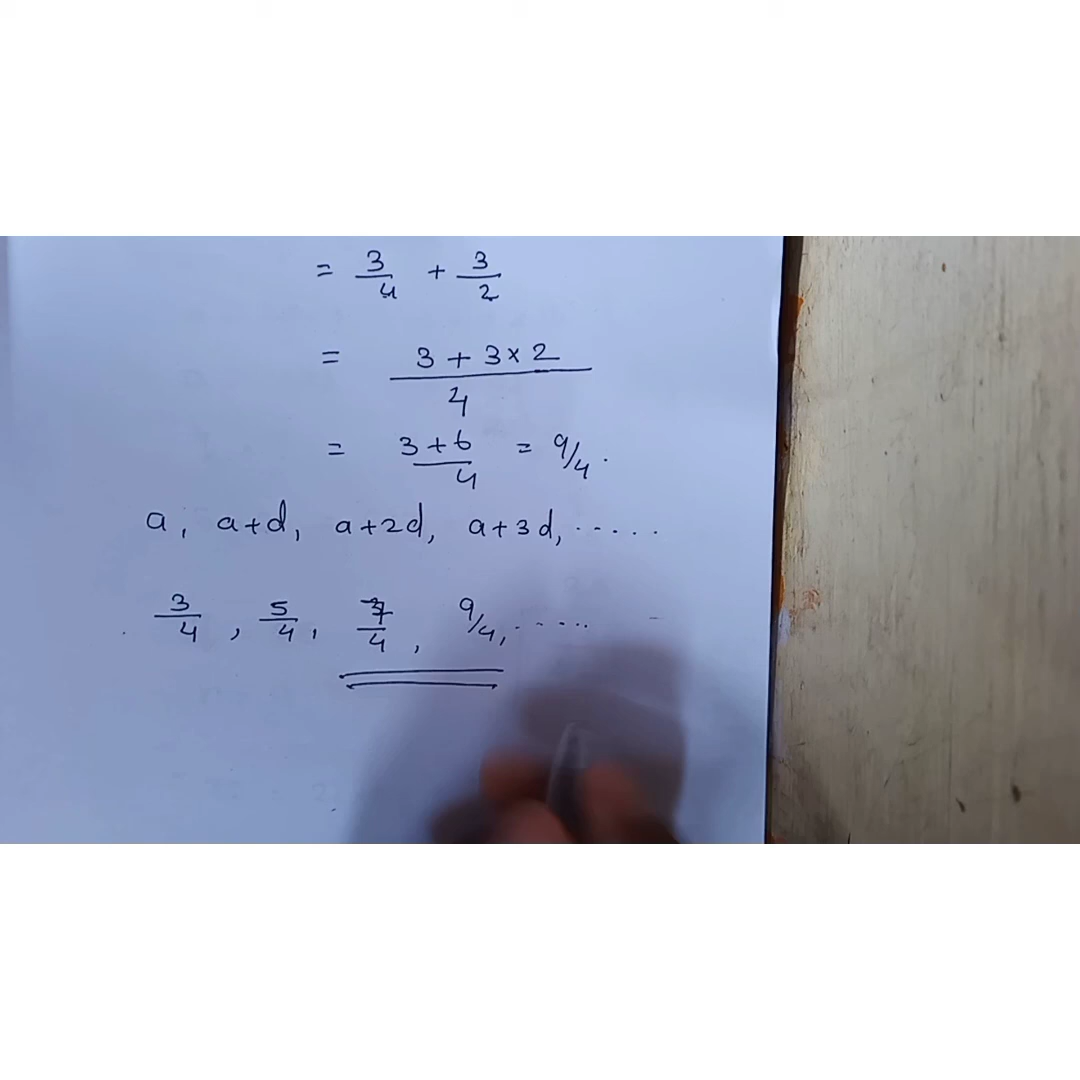 = 3/4 + 3/2
= (3 + 3 × 2)/4
= (3+6)/4 = 9/4.
a, a+d, a+2d, a+3d, .....
3/4, 5/4, 7/4, 9/4, .....